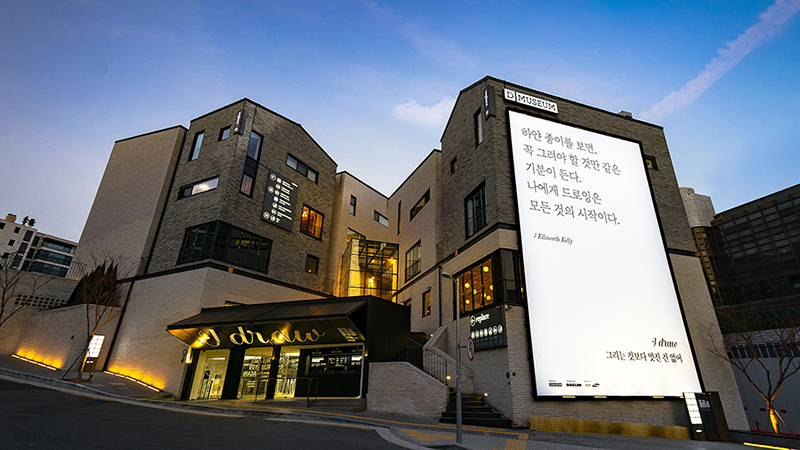 D MUSEUM
하얀 종이를 보면,
꼭 그려야 할 것만 같은
기분이 든다.
나에게 드로잉은
모든 것의 시작이다.
/ Ellsworth Kelly
I draw
그리는 것보다 멋진 건 없어
replace
I draw